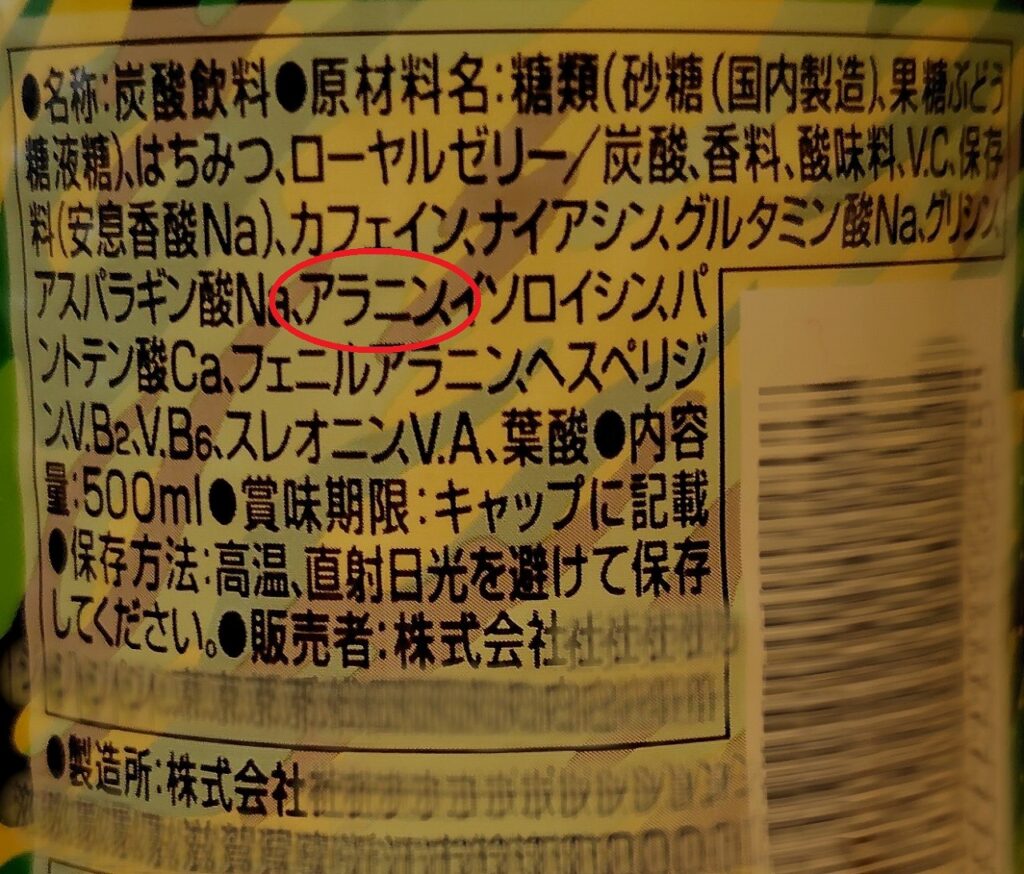 ●名称:炭酸飲料●原材料名:糖類(砂糖(国内製造)、果糖ぶどう
糖液糖)、はちみつ、ローヤルゼリー/炭酸、香料、酸味料、V.C、保存
料(安息香酸Na)、カフェイン、ナイアシン、グルタミン酸Na、グリシン、
アスパラギン酸Na、アラニン、イソロイシン、パ
ントテン酸Ca、フェニルアラニン、ヘスペリジ
ン、V.B2、V.B6、スレオニン、V.A、葉酸●内容
量:500ml●賞味期限:キャップに記載
●保存方法:高温、直射日光を避けて保存
してください。●販売者:株式会社
●製造所:株式会社